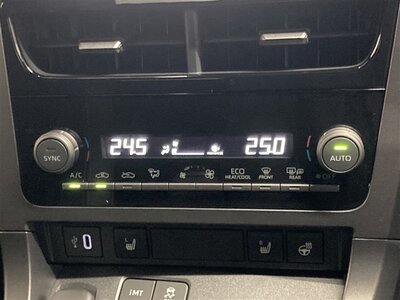 24.5 25.0
SYNC AUTO
A/C ECO HEAT/COOL FRONT REAR OFF
iMT